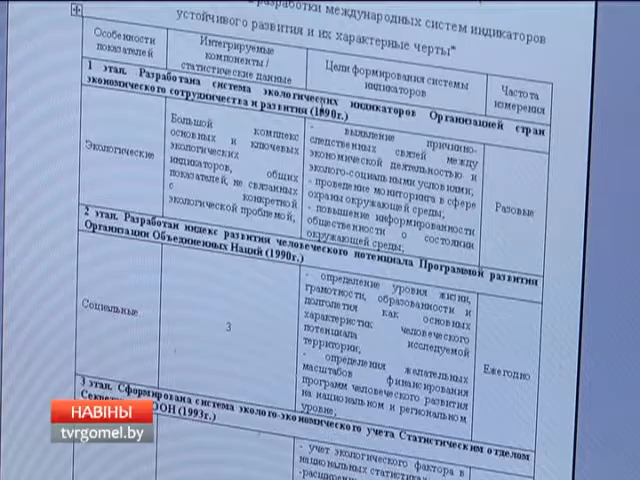 разработки международных систем индикаторов
устойчивого развития и их характерные черты*
Особенности
показателей
Интегрируемые
компоненты /
статистические данные
Цели формирования системы
индикаторов
Частота
измерения
1 этап. Разработана система экологических индикаторов Организацией стран
экономического сотрудничества и развития (1990г.)
Экологические
Большой комплекс
основных и ключевых
экологических
индикаторов, общих
показателей, не связанных
с конкретной
экологической проблемой;
- выявление причинно-
следственных связей между
экономической деятельностью и
эколого-социальными условиями;
- проведение мониторинга в сфере
охраны окружающей среды;
- повышение информированности
общественности о состоянии
окружающей среды;
Разовые
2 этап. Разработан индекс развития человеческого потенциала Программой развития
Организации Объединенных Наций (1990г.)
Социальные
3
- определение уровня жизни,
грамотности, образованности и
долголетия как основных
характеристик человеческого
потенциала исследуемой
территории;
- определения желательных
масштабов финансирования
программ человеческого развития
на национальном и региональном
уровне;
Ежегодно
3 этап. Сформирована система эколого-экономического учета Статистическим отделом
ООН (1993г.)
- учет экологического фактора в
национальных
НАВІНЫ
tvrgomel.by